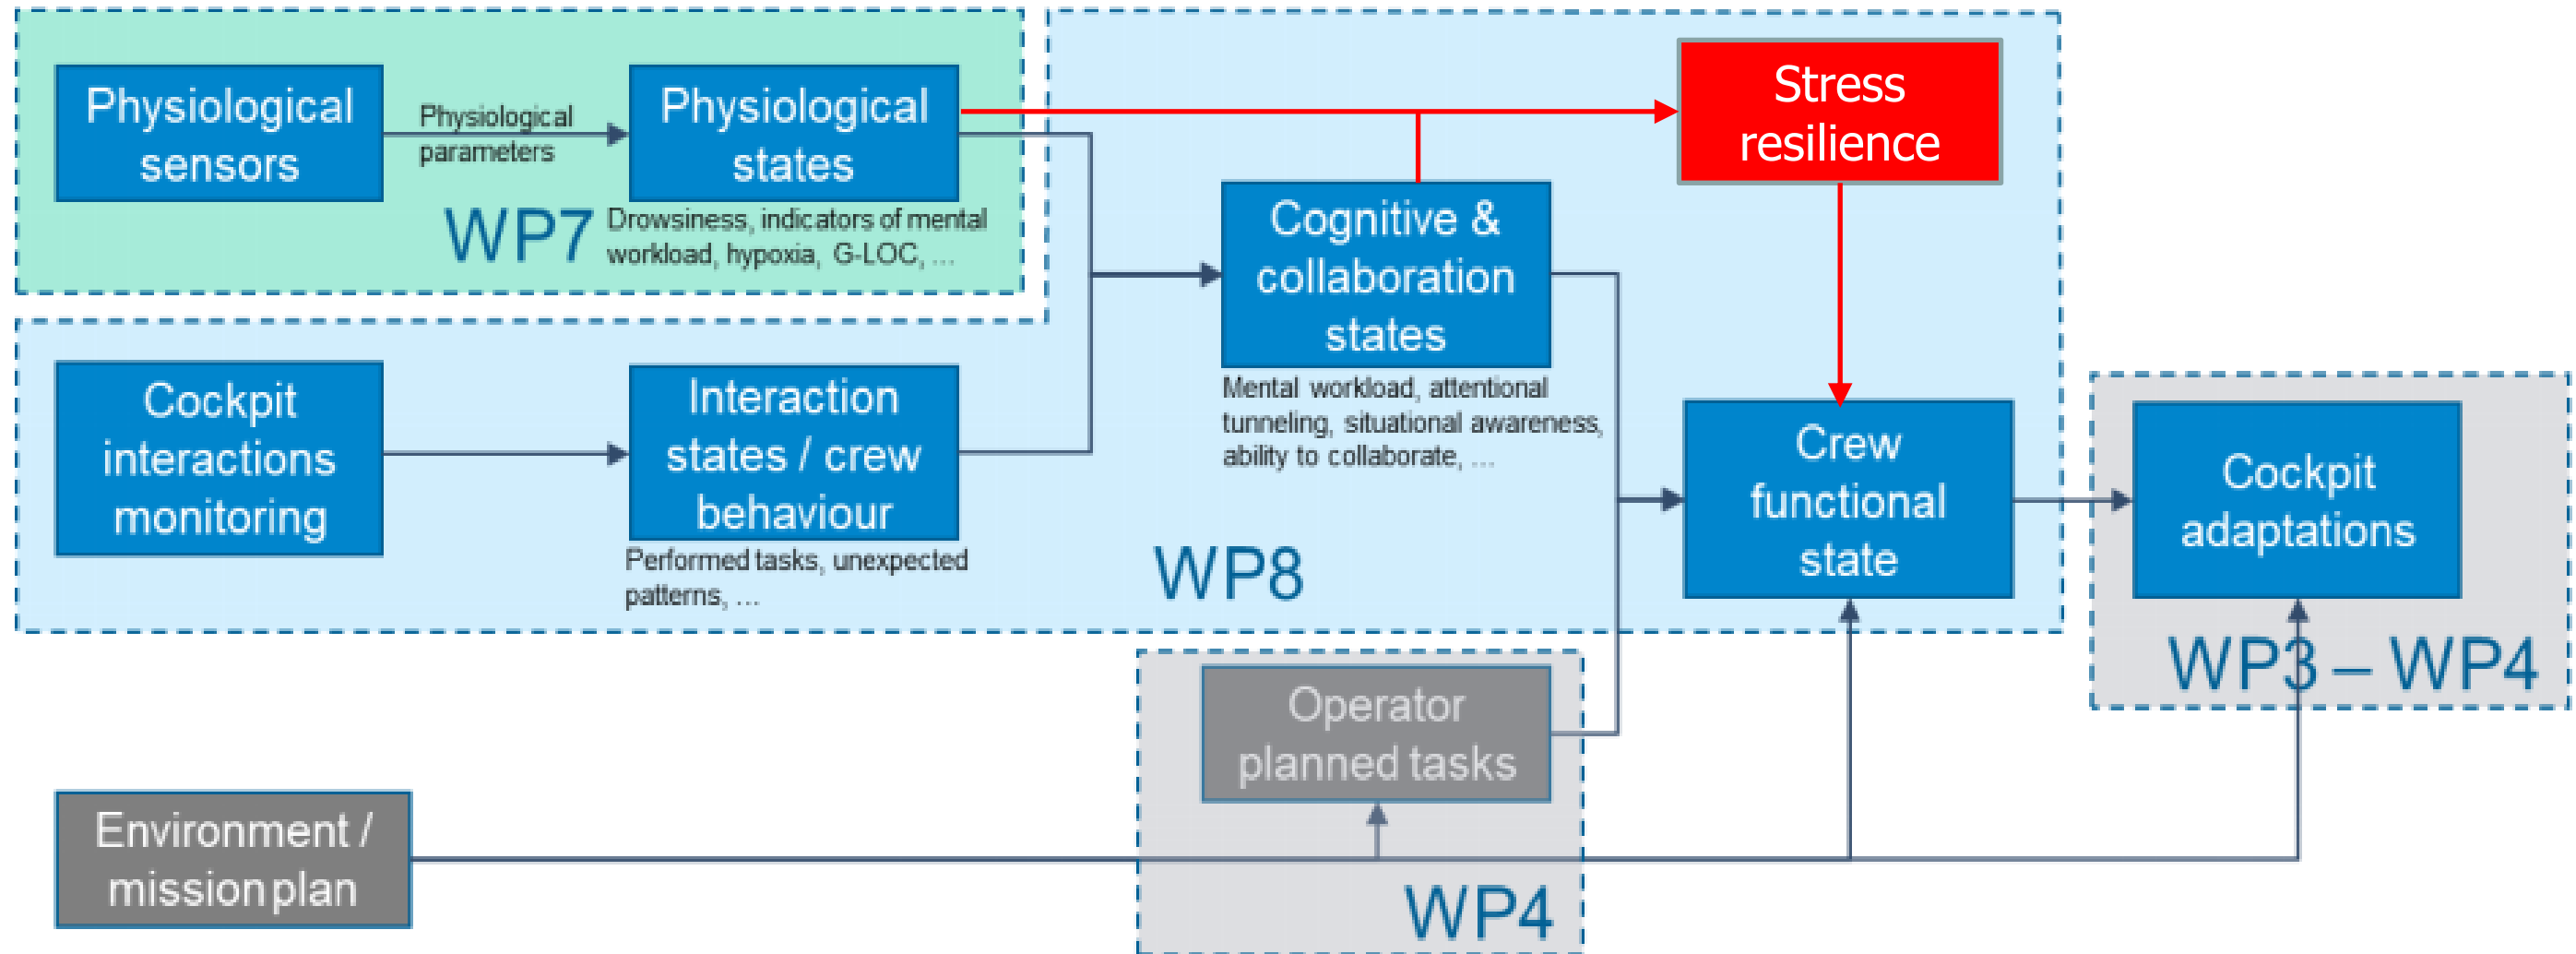 Physiological
sensors
Physiological
parameters
Physiological
states
WP7
Drowsiness, indicators of mental
workload, hypoxia, G-LOC, ...
Stress
resilience
Cognitive &
collaboration
states
Mental workload, attentional
tunneling, situational awareness,
ability to collaborate, ...
Cockpit
interactions
monitoring
Interaction
states / crew
behaviour
Performed tasks, unexpected
patterns, ...
WP8
Crew
functional
state
Cockpit
adaptations
WP3 – WP4
Operator
planned tasks
WP4
Environment /
mission plan